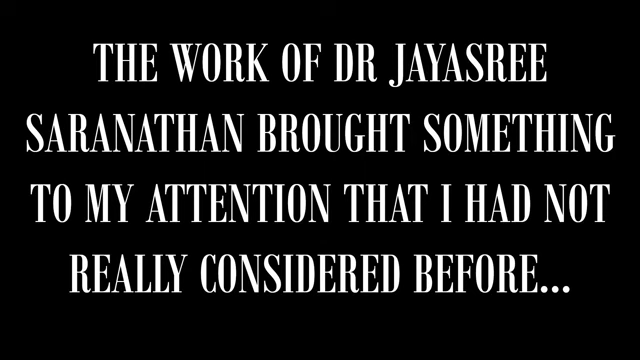 THE WORK OF DR JAYASREE
SARANATHAN BROUGHT SOMETHING
TO MY ATTENTION THAT I HAD NOT
REALLY CONSIDERED BEFORE...